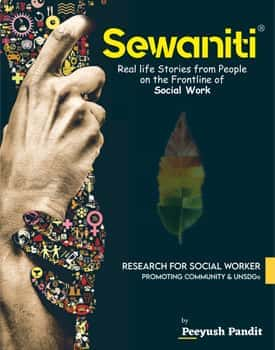 Sewaniti®
Real life Stories from People
on the Frontline of
Social Work
RESEARCH FOR SOCIAL WORKER
PROMOTING COMMUNITY & UNSDGs
by
Peeyush Pandit